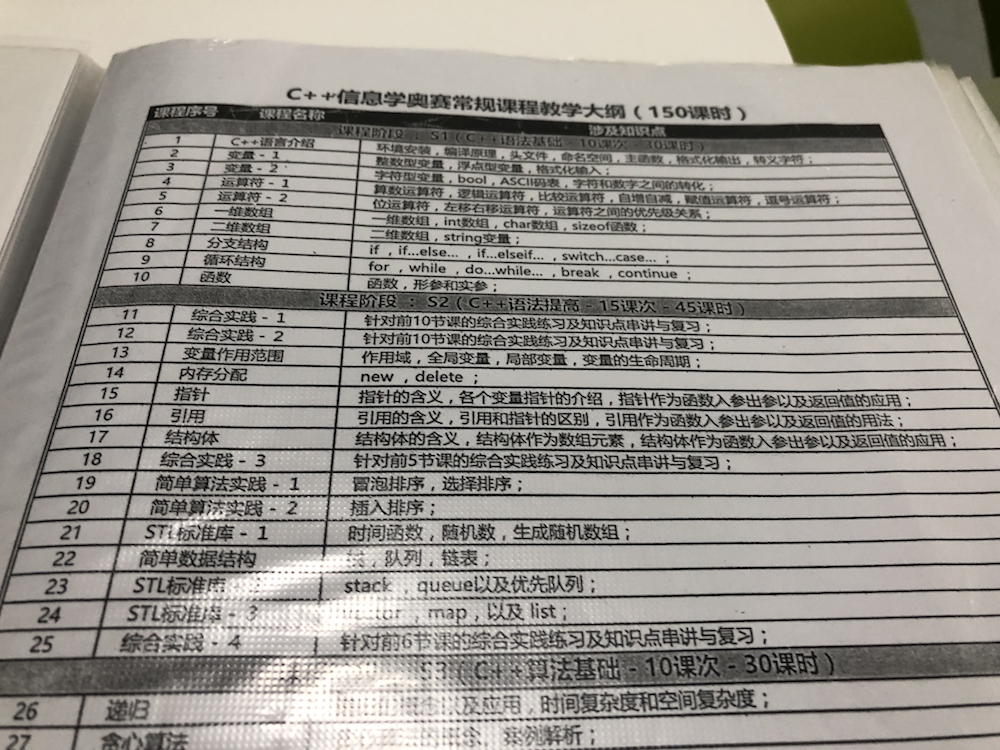 C++信息学奥赛常规课程教学大纲（150课时）
课程序号 课程名称 涉及知识点
课程阶段：S1（C++语法基础 - 10课次 - 30课时）
1 C++语言介绍 环境安装，编译原理，头文件，命名空间，主函数，格式化输出，转义字符；
2 变量 - 1 整数型变量，浮点型变量，格式化输入；
3 变量 - 2 字符型变量，bool，ASCII码表，字符和数字之间的转化；
4 运算符 - 1 算数运算符，逻辑运算符，比较运算符，自增自减，赋值运算符，逗号运算符；
5 运算符 - 2 位运算符，左移右移运算符，运算符之间的优先级关系；
6 一维数组 一维数组，int数组，char数组，sizeof函数；
7 二维数组 二维数组，string变量；
8 分支结构 if，if...else...，if...elseif...，switch...case...；
9 循环结构 for，while，do...while...，break，continue；
10 函数 函数，形参和实参；
课程阶段：S2（C++语法提高 - 15课次 - 45课时）
11 综合实践 - 1 针对前10节课的综合实践练习及知识点串讲与复习；
12 综合实践 - 2 针对前10节课的综合实践练习及知识点串讲与复习；
13 变量作用范围 作用域，全局变量，局部变量，变量的生命周期；
14 内存分配 new，delete；
15 指针 指针的含义，各个变量指针的介绍，指针作为函数入参出参以及返回值的应用；
16 引用 引用的含义，引用和指针的区别，引用作为函数入参出参以及返回值的用法；
17 结构体 结构体的含义，结构体作为数组元素，结构体作为函数入参出参以及返回值的应用；
18 综合实践 - 3 针对前5节课的综合实践练习及知识点串讲与复习；
19 简单算法实践 - 1 冒泡排序，选择排序；
20 简单算法实践 - 2 插入排序；
21 STL标准库 - 1 时间函数，随机数，生成随机数组；
22 简单数据结构 ，队列，链表；
23 STL标准库 stack，queue以及优先队列；
24 STL标准库 - 3 ，map，以及 list；
25 综合实践 - 4 针对前6节课的综合实践练习及知识点串讲与复习；
S3（C++算法基础 - 10课次 - 30课时）
26 递归 以及应用，时间复杂度和空间复杂度；
27 贪心算法 案例解析；